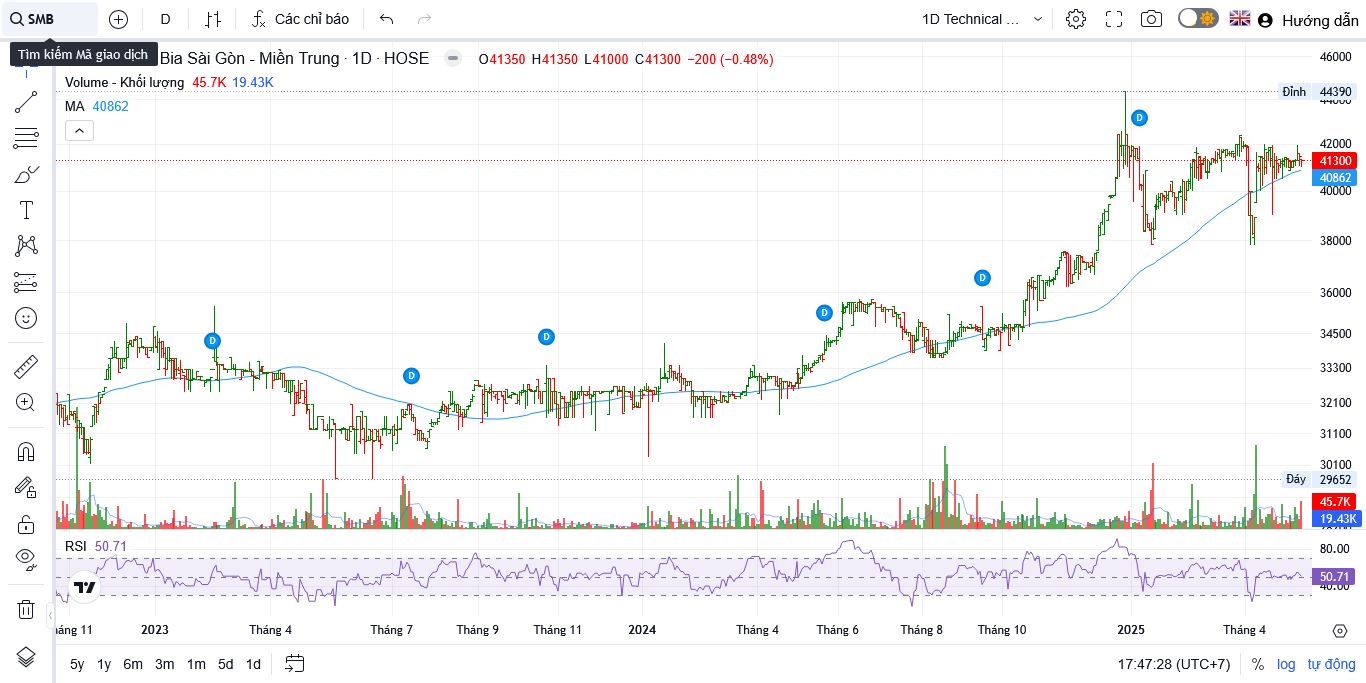 SMB
D
Các chỉ báo
1D Technical ...
Hướng dẫn
Tìm kiếm Mã giao dịch
Bia Sài Gòn - Miền Trung · 1D · HOSE
O41350 H41350 L41000 C41300 −200 (−0.48%)
Volume - Khối lượng 45.7K 19.43K
MA 40862
46000
Đỉnh 44390
44000
42000
41300
40862
40000
38000
36000
34500
33300
32100
31100
30100
Đáy 29652
45.7K
19.43K
D
D
D
D
D
D
RSI 50.71
80.00
50.71
40.00
háng 11 2023 Tháng 4 Tháng 7 Tháng 9 Tháng 11 2024 Tháng 4 Tháng 6 Tháng 8 Tháng 10 2025 Tháng 4
5y 1y 6m 3m 1m 5d 1d
17:47:28 (UTC+7) % log tự động